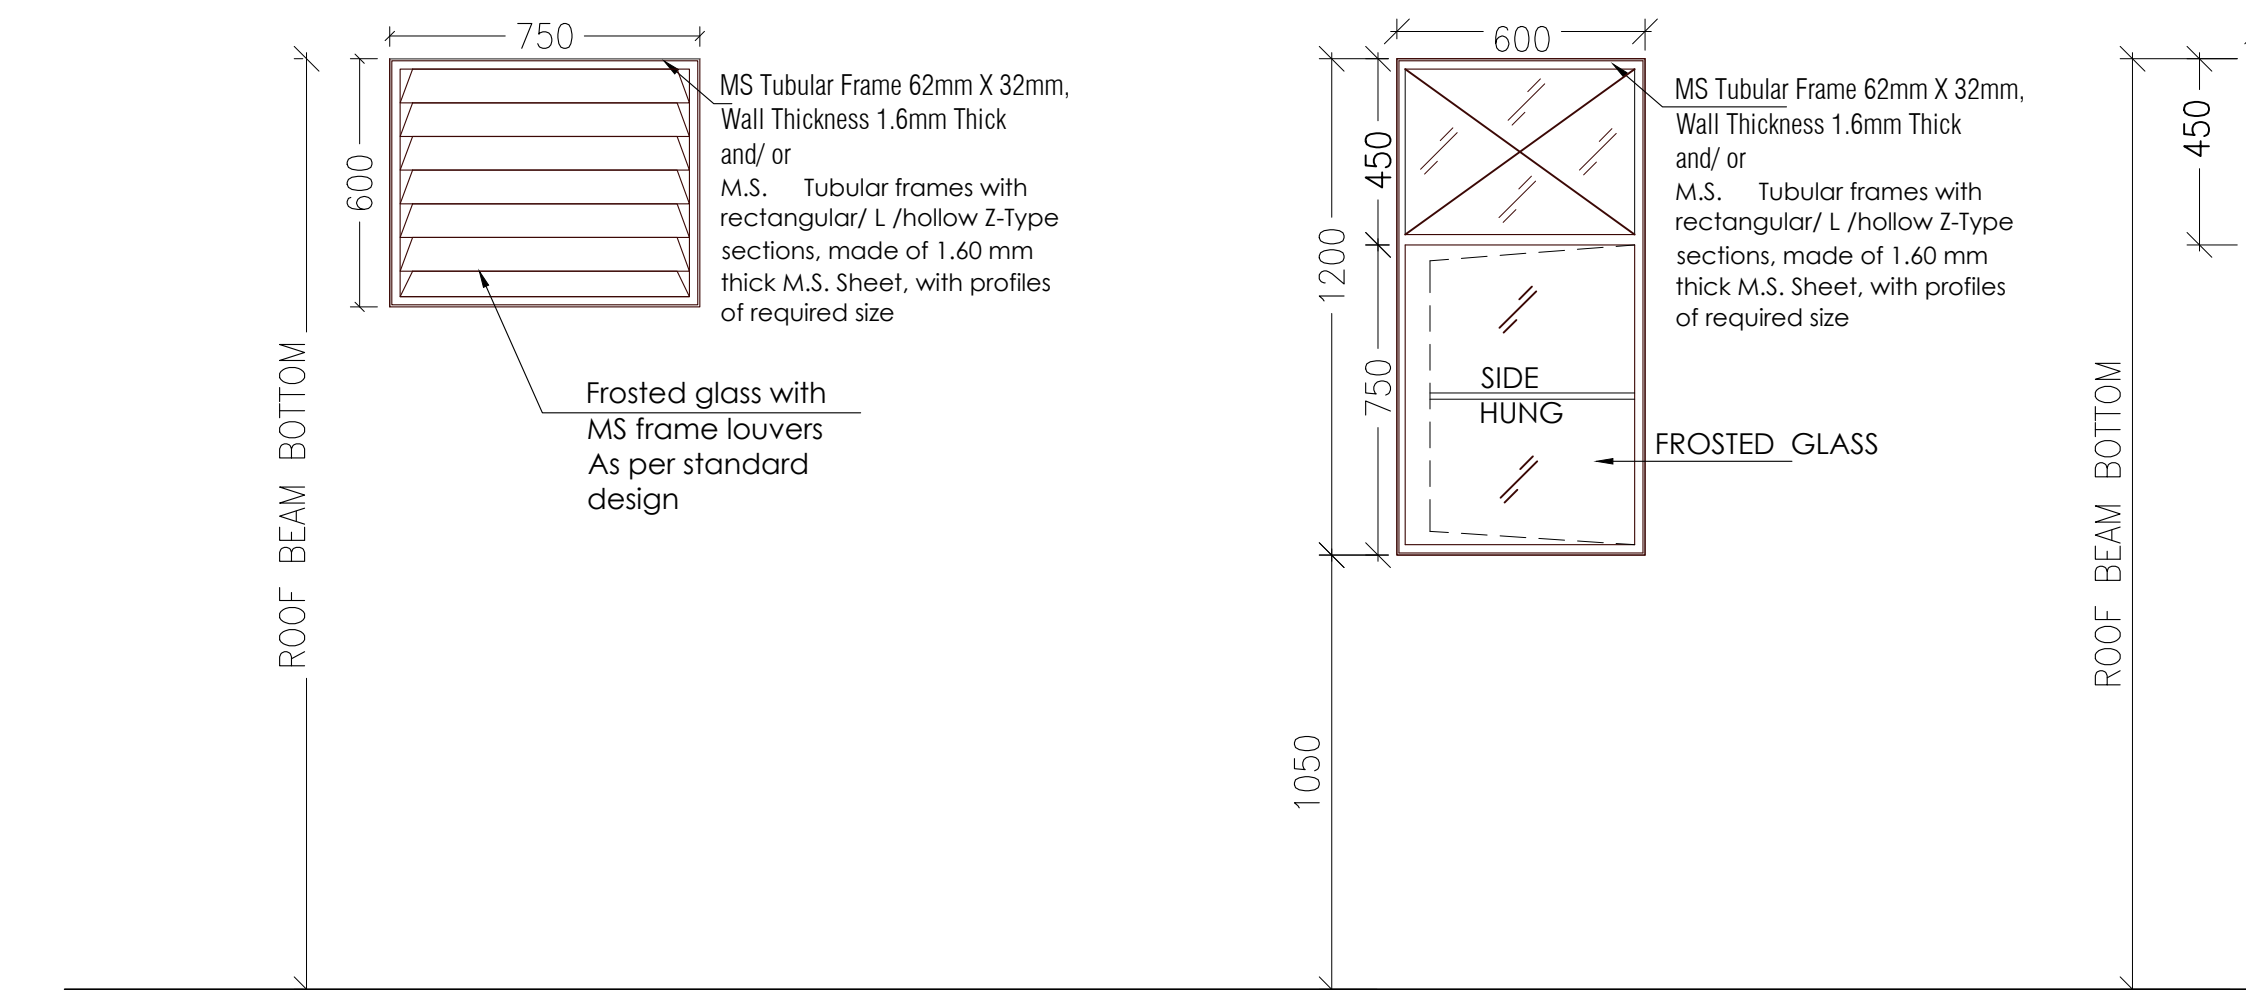 750
600
ROOF BEAM BOTTOM
MS Tubular Frame 62mm X 32mm,
Wall Thickness 1.6mm Thick
and/ or
M.S. Tubular frames with
rectangular/ L /hollow Z-Type
sections, made of 1.60 mm
thick M.S. Sheet, with profiles
of required size
Frosted glass with
MS frame louvers
As per standard
design
600
1200
450
750
1050
MS Tubular Frame 62mm X 32mm,
Wall Thickness 1.6mm Thick
and/ or
M.S. Tubular frames with
rectangular/ L /hollow Z-Type
sections, made of 1.60 mm
thick M.S. Sheet, with profiles
of required size
SIDE
HUNG
FROSTED GLASS
ROOF BEAM BOTTOM
450